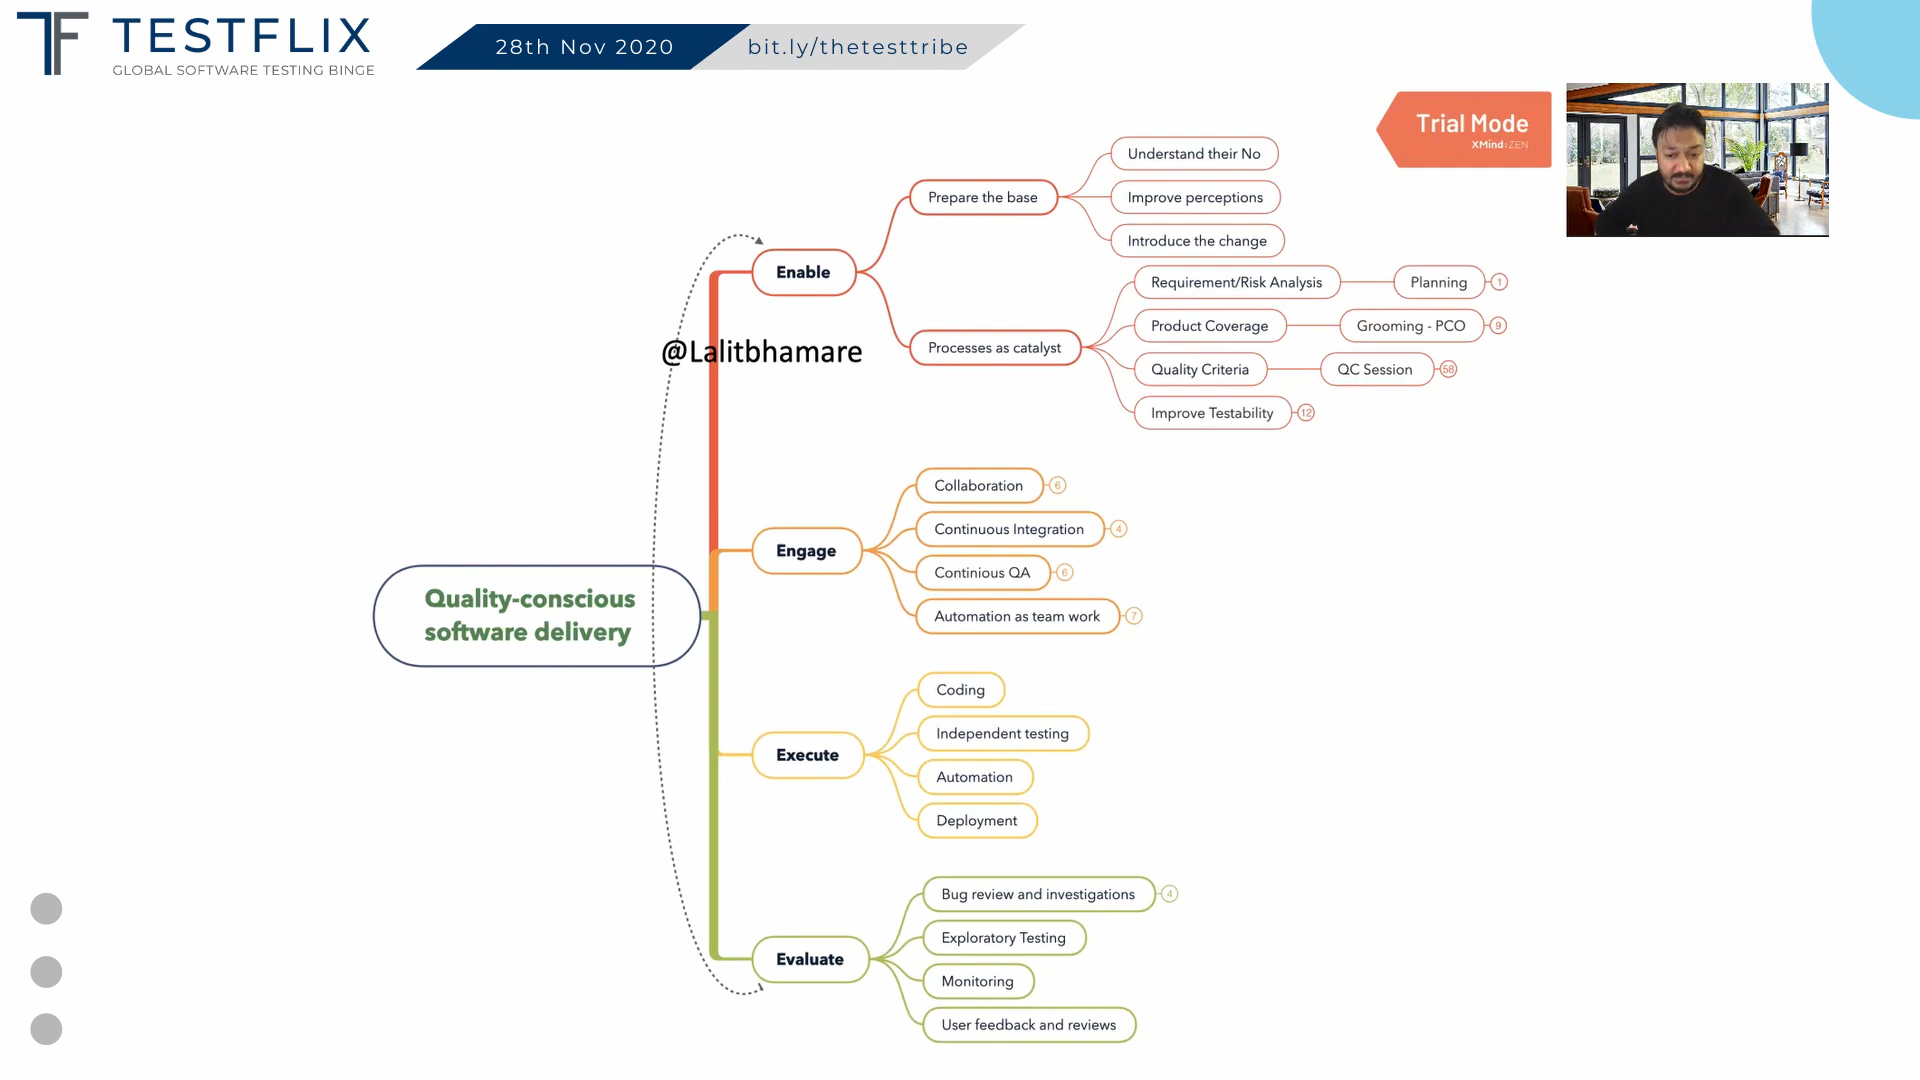 TF TESTFLIX
GLOBAL SOFTWARE TESTING BINGE
28th Nov 2020
bit.ly/thetesttribe
Trial Mode
XMind:ZEN
Quality-conscious
software delivery
@Lalitbhamare
Enable
Prepare the base
Understand their No
Improve perceptions
Introduce the change
Processes as catalyst
Requirement/Risk Analysis
Planning
1
Product Coverage
Grooming - PCO
9
Quality Criteria
QC Session
58
Improve Testability
12
Engage
Collaboration
6
Continuous Integration
4
Continious QA
6
Automation as team work
7
Execute
Coding
Independent testing
Automation
Deployment
Evaluate
Bug review and investigations
4
Exploratory Testing
Monitoring
User feedback and reviews